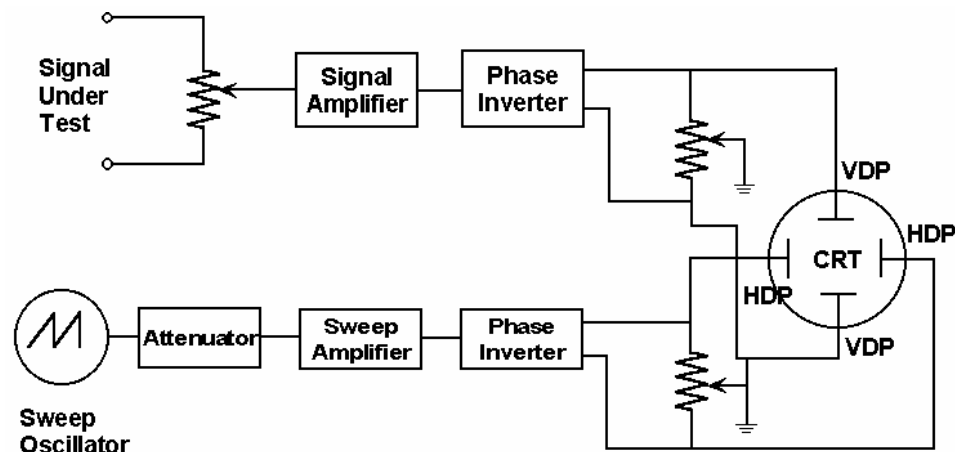 Signal
Under
Test
Signal
Amplifier
Phase
Inverter
VDP
HDP
CRT
HDP
VDP
Attenuator
Sweep
Amplifier
Phase
Inverter
Sweep
Oscillator